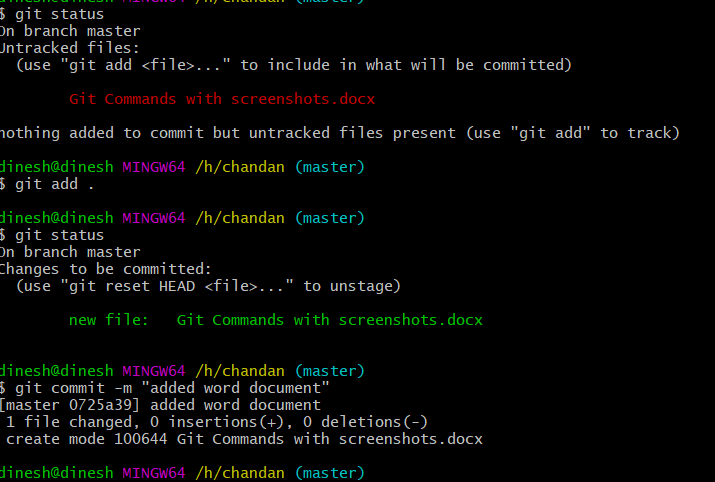 dinesh@dinesh MINGW64 /h/chandan (master)
$ git status
On branch master
Untracked files:
  (use "git add <file>..." to include in what will be committed)
        Git Commands with screenshots.docx
nothing added to commit but untracked files present (use "git add" to track)
dinesh@dinesh MINGW64 /h/chandan (master)
$ git add .
dinesh@dinesh MINGW64 /h/chandan (master)
$ git status
On branch master
Changes to be committed:
  (use "git reset HEAD <file>..." to unstage)
        new file:   Git Commands with screenshots.docx
dinesh@dinesh MINGW64 /h/chandan (master)
$ git commit -m "added word document"
[master 0725a39] added word document
 1 file changed, 0 insertions(+), 0 deletions(-)
 create mode 100644 Git Commands with screenshots.docx
dinesh@dinesh MINGW64 /h/chandan (master)